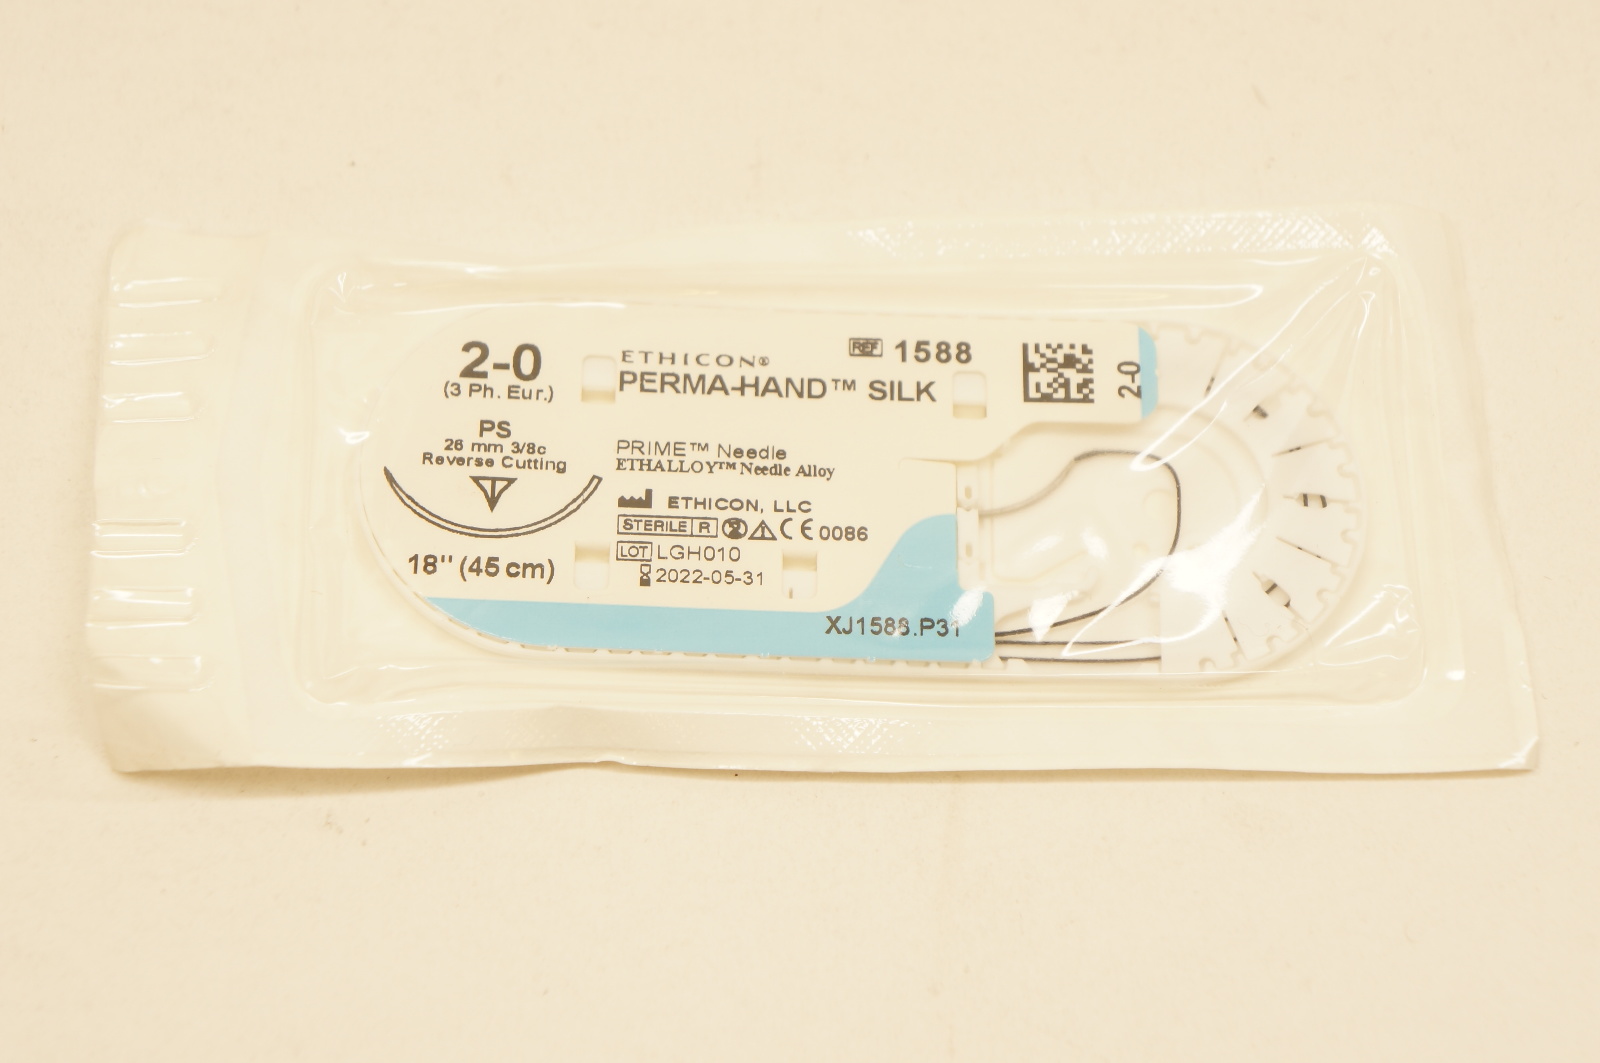 2-0
(3 Ph. Eur.)
PS
26 mm 3/8c
Reverse Cutting
18" (45 cm)
ETHICON®
PERMA-HAND™ SILK
REF 1588
2-0
PRIME™ Needle
ETHALLOY™ Needle Alloy
ETHICON, LLC
STERILE R 2 CE 0086
LOT LGH010
2022-05-31
XJ1588.P31